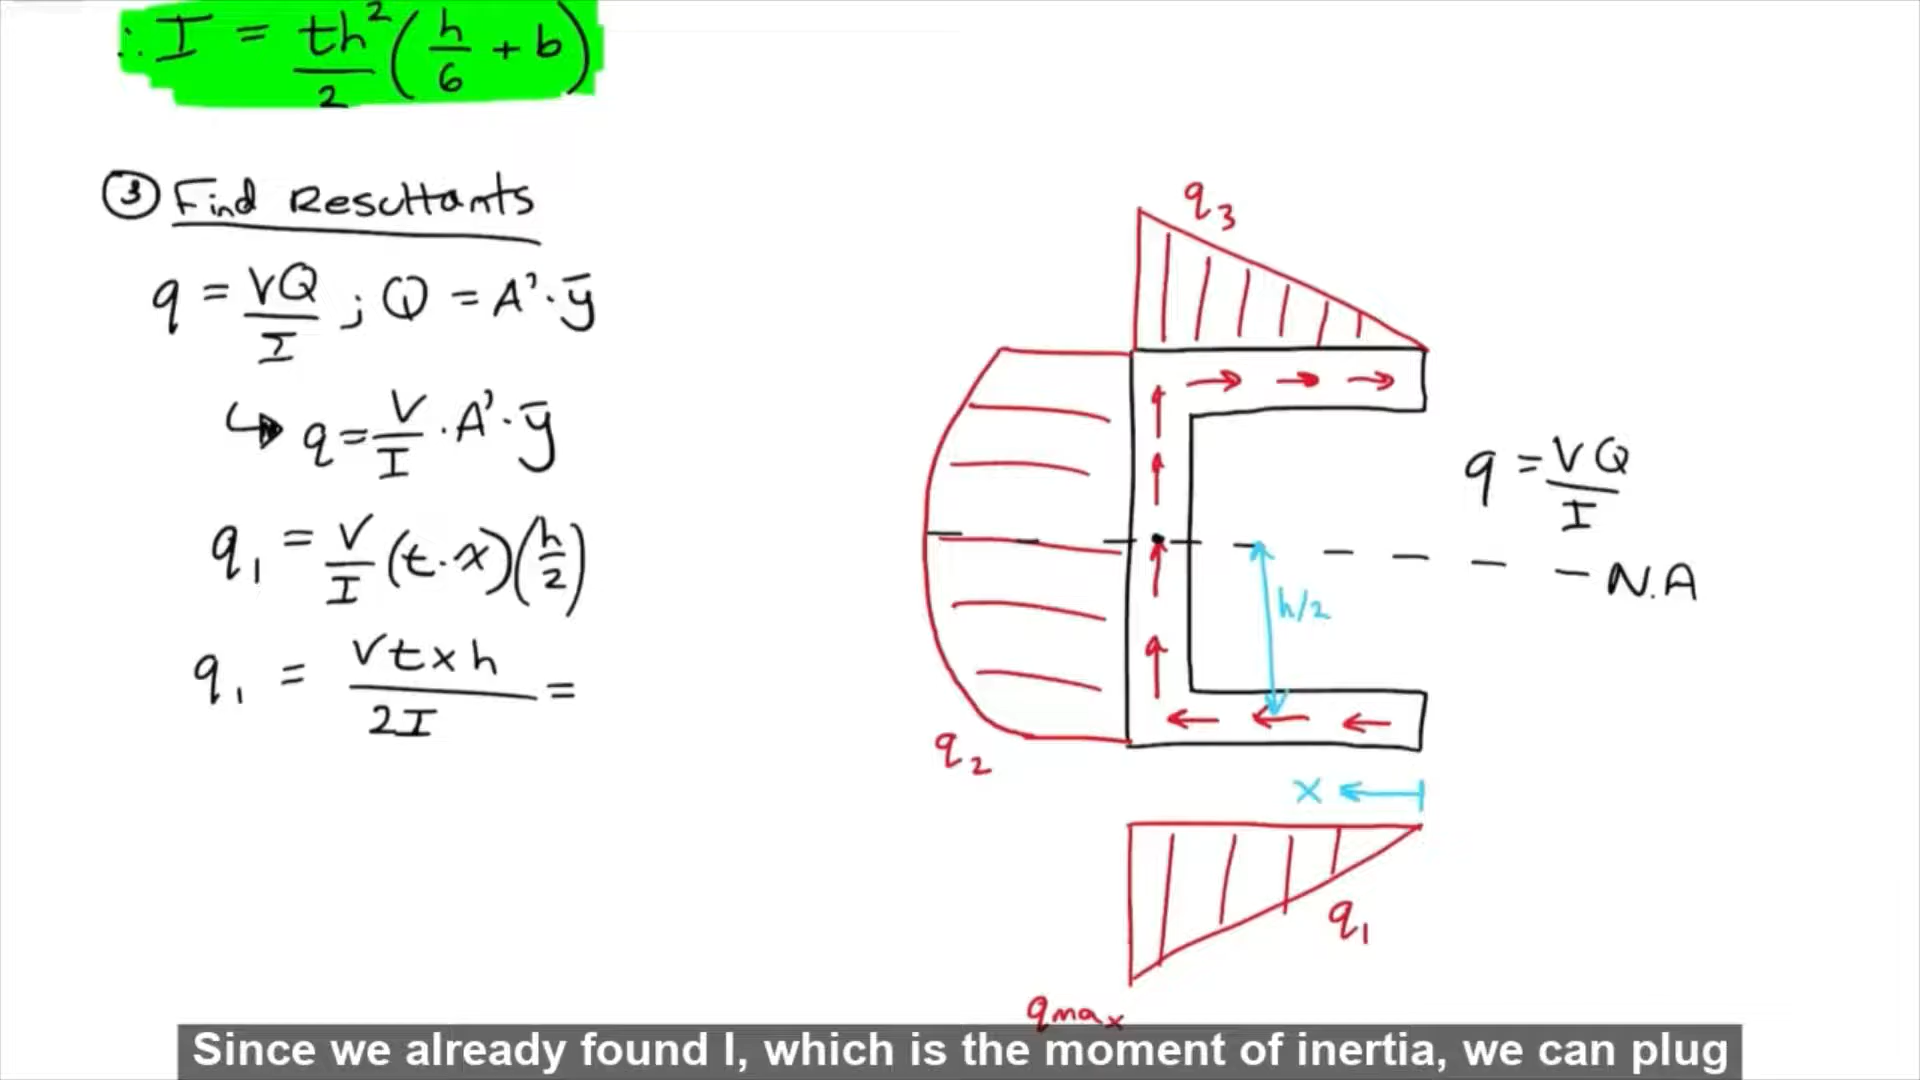 ∴ I = th²/2 (h/6 + b)
③ Find Resultants
q = VQ/I ; Q = A'·ȳ
↳ q = V/I · A'·ȳ
q₁ = V/I (t·x)(h/2)
q₁ = Vtxh/2I =
q₃
q = VQ/I
N.A
h/2
q₂
x
q₁
qmax
Since we already found I, which is the moment of inertia, we can plug